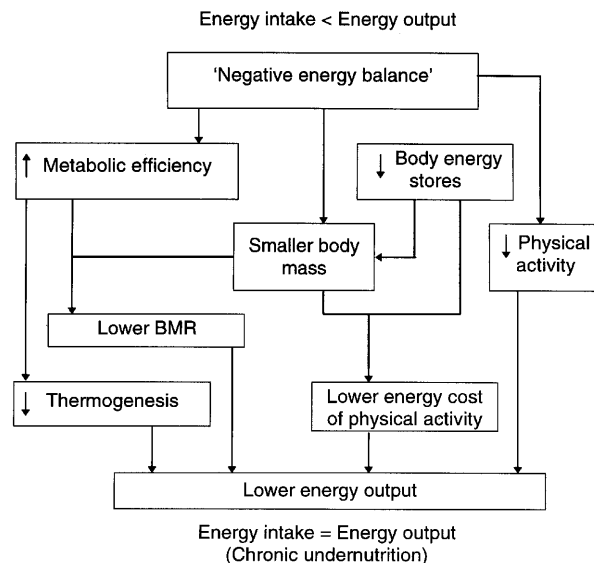 Energy intake < Energy output
'Negative energy balance'
↑ Metabolic efficiency
↓ Body energy
stores
Smaller body
mass
↓ Physical
activity
Lower BMR
↓ Thermogenesis
Lower energy cost
of physical activity
Lower energy output
Energy intake = Energy output
(Chronic undernutrition)